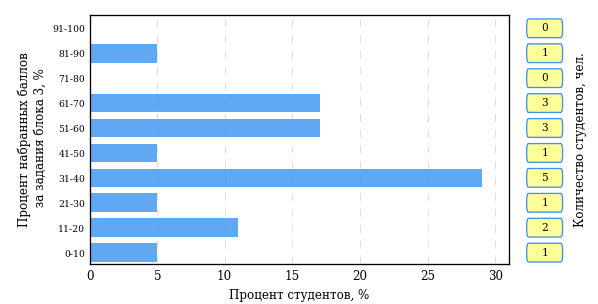 Процент набранных баллов
за задания блока 3, %
91-100 0
81-90 1
71-80 0
61-70 3
51-60 3
41-50 1
31-40 5
21-30 1
11-20 2
0-10 1
0 5 10 15 20 25 30
Процент студентов, %
Количество студентов, чел.